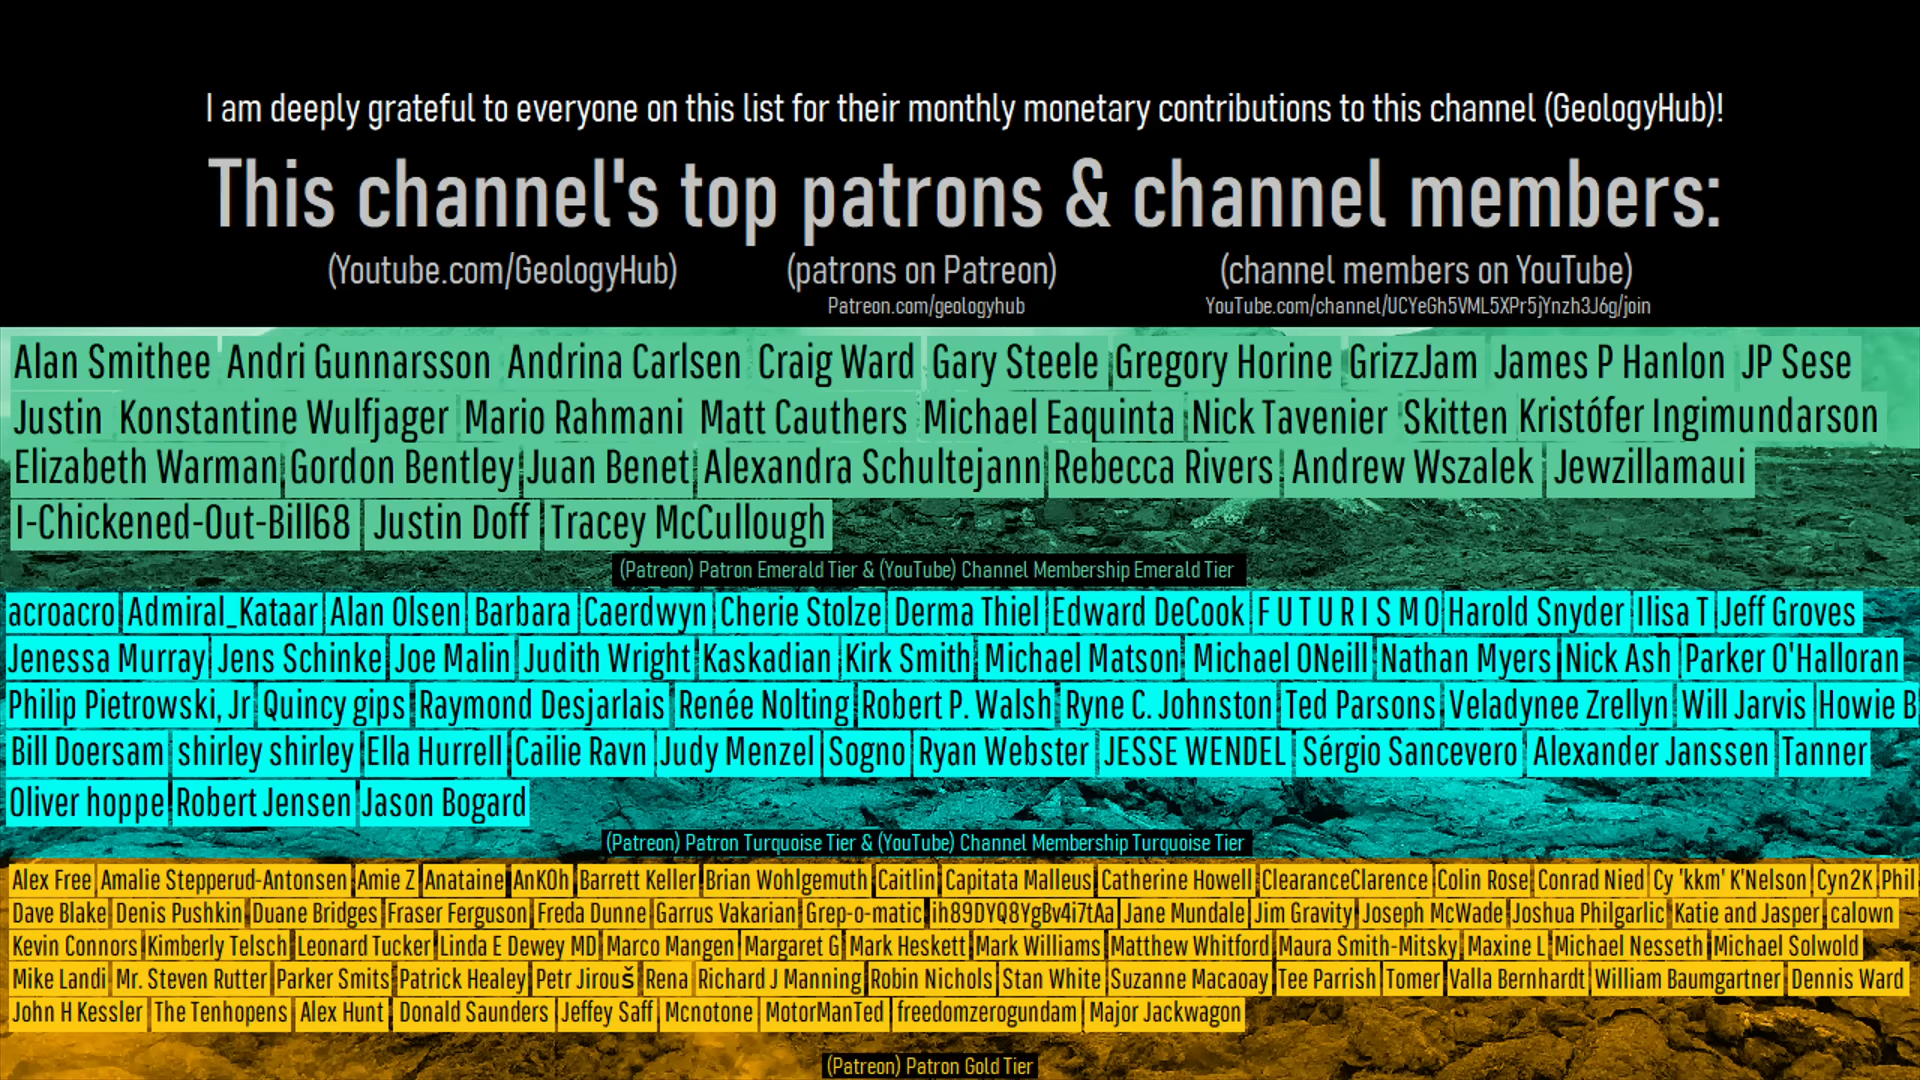 I am deeply grateful to everyone on this list for their monthly monetary contributions to this channel (GeologyHub)!
This channel's top patrons & channel members:
(Youtube.com/GeologyHub) (patrons on Patreon) (channel members on YouTube)
Patreon.com/geologyhub YouTube.com/channel/UCYeGh5VML5XPr5jYnzh3J6g/join
Alan Smithee Andri Gunnarsson Andrina Carlsen Craig Ward Gary Steele Gregory Horine GrizzJam James P Hanlon JP Sese
Justin Konstantine Wulfjager Mario Rahmani Matt Cauthers Michael Eaquinta Nick Tavenier Skitten Kristófer Ingimundarson
Elizabeth Warman Gordon Bentley Juan Benet Alexandra Schultejann Rebecca Rivers Andrew Wszalek Jewzillamaui
I-Chickened-Out-Bill68 Justin Doff Tracey McCullough
(Patreon) Patron Emerald Tier & (YouTube) Channel Membership Emerald Tier
acroacro Admiral_Kataar Alan Olsen Barbara Caerdwyn Cherie Stolze Derma Thiel Edward DeCook F U T U R I S M O Harold Snyder Ilisa T Jeff Groves
Jenessa Murray Jens Schinke Joe Malin Judith Wright Kaskadian Kirk Smith Michael Matson Michael ONeill Nathan Myers Nick Ash Parker O'Halloran
Philip Pietrowski, Jr Quincy gips Raymond Desjarlais Renée Nolting Robert P. Walsh Ryne C. Johnston Ted Parsons Veladynee Zrellyn Will Jarvis Howie B
Bill Doersam shirley shirley Ella Hurrell Cailie Ravn Judy Menzel Sogno Ryan Webster JESSE WENDEL Sérgio Sancevero Alexander Janssen Tanner
Oliver hoppe Robert Jensen Jason Bogard
(Patreon) Patron Turquoise Tier & (YouTube) Channel Membership Turquoise Tier
Alex Free Amalie Stepperud-Antonsen Amie Z Anataine AnKOh Barrett Keller Brian Wohlgemuth Caitlin Capitata Malleus Catherine Howell ClearanceClarence Colin Rose Conrad Nied Cy 'kkm' K'Nelson Cyn2K Phil
Dave Blake Denis Pushkin Duane Bridges Fraser Ferguson Freda Dunne Garrus Vakarian Grep-o-matic ih89DYQ8YgBv4i7tAa Jane Mundale Jim Gravity Joseph McWade Joshua Philgarlic Katie and Jasper calown
Kevin Connors Kimberly Telsch Leonard Tucker Linda E Dewey MD Marco Mangen Margaret G Mark Heskett Mark Williams Matthew Whitford Maura Smith-Mitsky Maxine L Michael Nesseth Michael Solwold
Mike Landi Mr. Steven Rutter Parker Smits Patrick Healey Petr Jirouš Rena Richard J Manning Robin Nichols Stan White Suzanne Macaoay Tee Parrish Tomer Valla Bernhardt William Baumgartner Dennis Ward
John H Kessler The Tenhopens Alex Hunt Donald Saunders Jeffey Saff Mcnotone MotorManTed freedomzerogundam Major Jackwagon
(Patreon) Patron Gold Tier